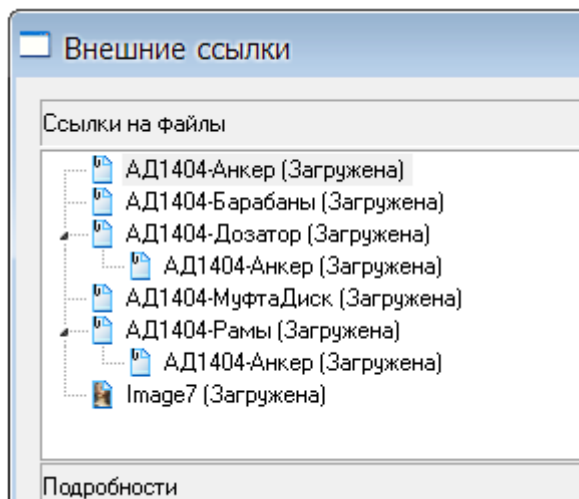 Внешние ссылки
Ссылки на файлы
АД1404-Анкер (Загружена)
АД1404-Барабаны (Загружена)
АД1404-Дозатор (Загружена)
АД1404-Анкер (Загружена)
АД1404-МуфтаДиск (Загружена)
АД1404-Рамы (Загружена)
АД1404-Анкер (Загружена)
Image7 (Загружена)
Подробности